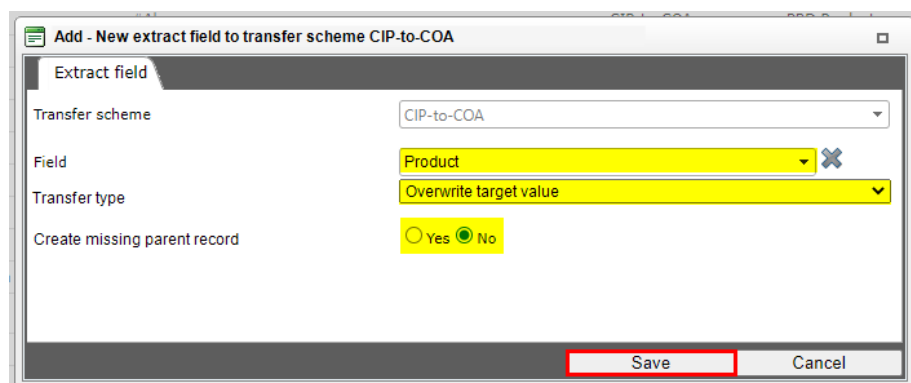 Add - New extract field to transfer scheme CIP-to-COA
Extract field
Transfer scheme CIP-to-COA
Field Product
Transfer type Overwrite target value
Create missing parent record Yes No
Save Cancel